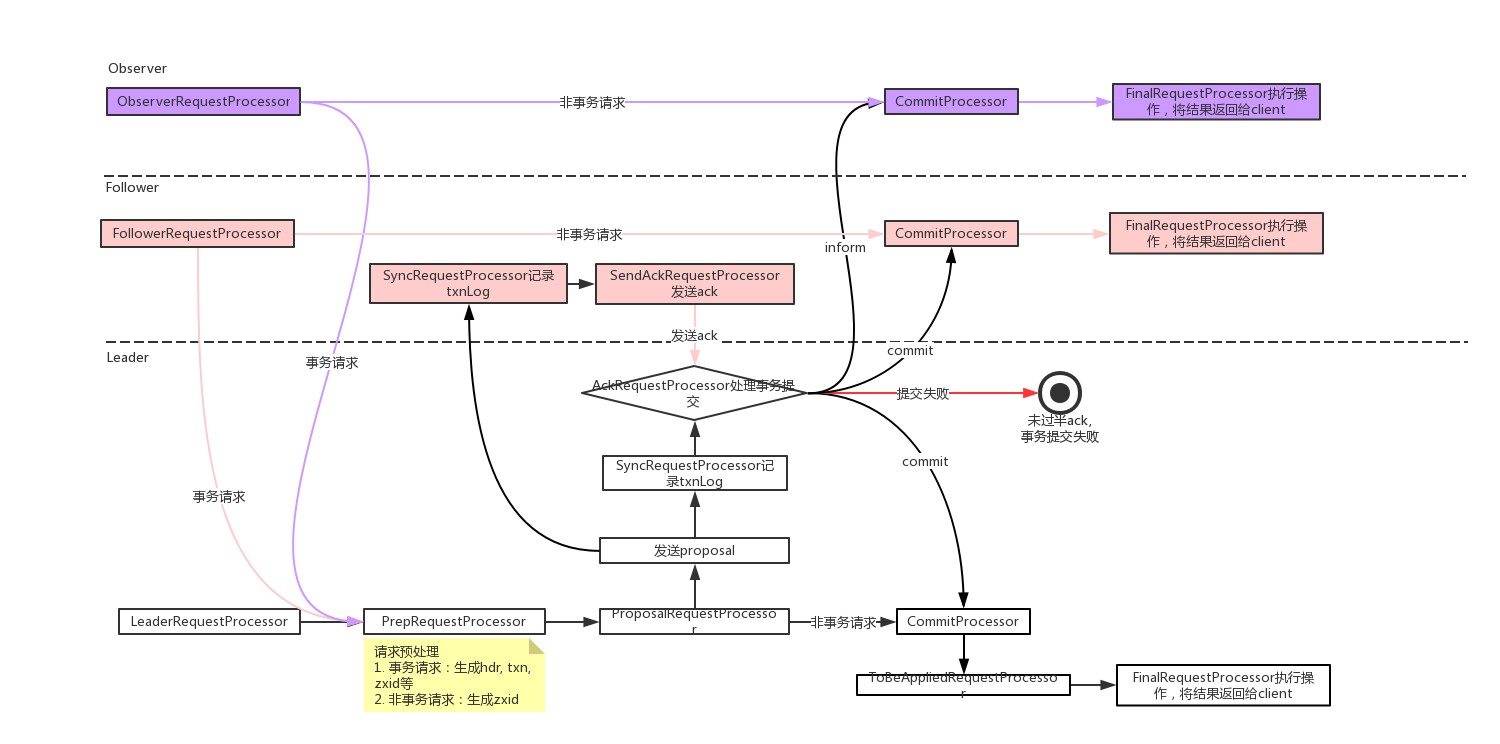 Observer
ObserverRequestProcessor
非事务请求
CommitProcessor
FinalRequestProcessor执行操
作，将结果返回给client
Follower
FollowerRequestProcessor
非事务请求
CommitProcessor
FinalRequestProcessor执行操
作，将结果返回给client
inform
SyncRequestProcessor记录
txnLog
SendAckRequestProcessor
发送ack
发送ack
Leader
commit
事务请求
AckRequestProcessor处理事务提
交
提交失败
未过半ack,
事务提交失败
commit
SyncRequestProcessor记
录txnLog
事务请求
发送proposal
LeaderRequestProcessor
PrepRequestProcessor
ProposalRequestProcesso
r
非事务请求
CommitProcessor
请求预处理
1. 事务请求：生成hdr, txn,
zxid等
2. 非事务请求：生成zxid
ToBeAppliedRequestProcesso
r
FinalRequestProcessor执行操
作，将结果返回给client